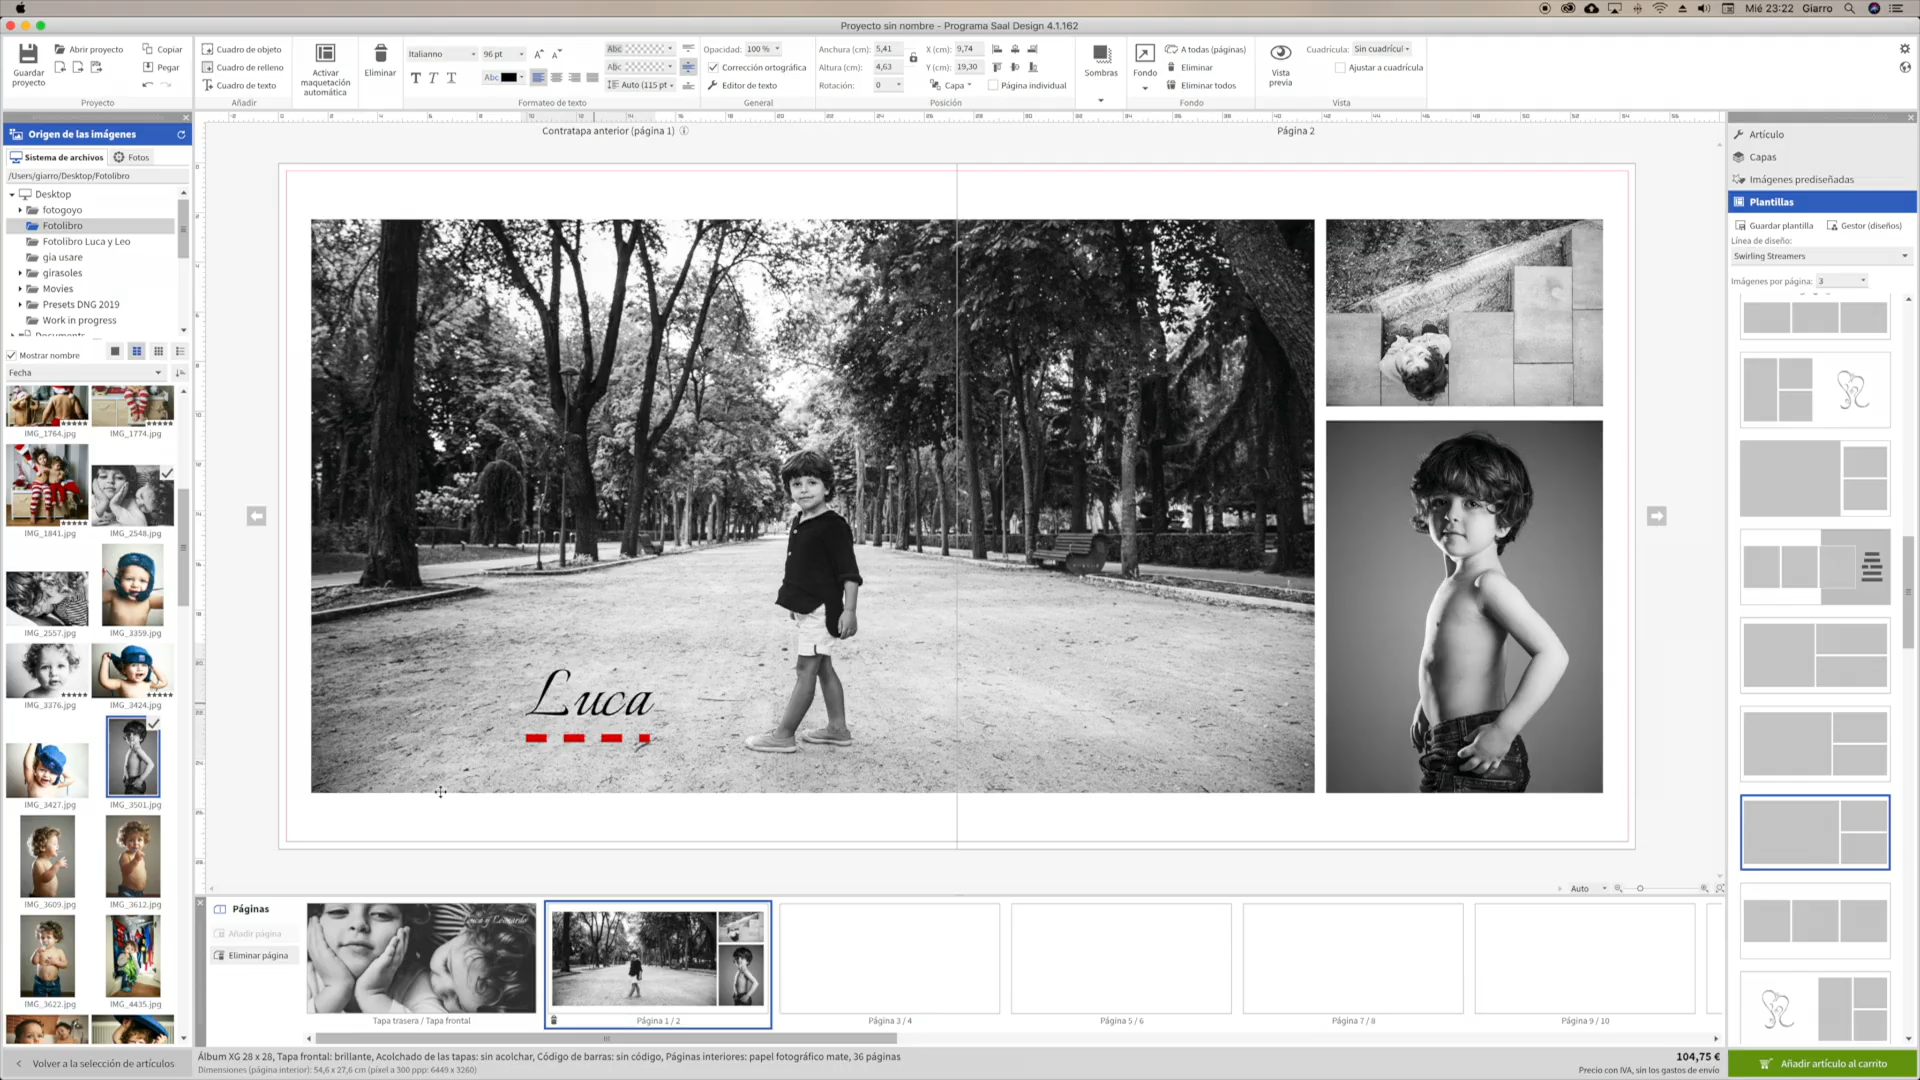 Mié 23:22 Giarro
Proyecto sin nombre - Programa Saal Design 4.1.162
Guardar proyecto
Abrir proyecto
Copiar
Pegar
Proyecto
Cuadro de objeto
Cuadro de relleno
Cuadro de texto
Añadir
Activar maquetación automática
Eliminar
Italianno
96 pt
Abc
Abc
Abc
Auto (115 pt
Formateo de texto
Opacidad: 100 %
Corrección ortográfica
Editor de texto
General
Anchura (cm): 5,41
Altura (cm): 4,63
Rotación: 0
X (cm): 9,74
Y (cm): 19,30
Capa
Página individual
Posición
Sombras
Fondo
A todas (páginas)
Eliminar
Eliminar todos
Fondo
Vista previa
Cuadrícula: Sin cuadrícul
Ajustar a cuadrícula
Vista
Origen de las imágenes
Sistema de archivos
Fotos
/Users/giarro/Desktop/Fotolibro
Desktop
fotogoyo
Fotolibro
Fotolibro Luca y Leo
gia usare
girasoles
Movies
Presets DNG 2019
Work in progress
Mostrar nombre
Fecha
IMG_1764.jpg
IMG_1774.jpg
IMG_1841.jpg
IMG_2548.jpg
IMG_2557.jpg
IMG_3359.jpg
IMG_3376.jpg
IMG_3424.jpg
IMG_3427.jpg
IMG_3501.jpg
IMG_3609.jpg
IMG_3612.jpg
IMG_3622.jpg
IMG_4435.jpg
Volver a la selección de artículos
Contratapa anterior (página 1)
Página 2
Luca
Auto
Artículo
Capas
Imágenes prediseñadas
Plantillas
Guardar plantilla
Gestor (diseños)
Línea de diseño:
Swirling Streamers
Imágenes por página: 3
Páginas
Añadir página
Eliminar página
Luca y Leonardo
Tapa trasera / Tapa frontal
Página 1 / 2
Página 3 / 4
Página 5 / 6
Página 7 / 8
Página 9 / 10
Álbum XG 28 x 28, Tapa frontal: brillante, Acolchado de las tapas: sin acolchar, Código de barras: sin código, Páginas interiores: papel fotográfico mate, 36 páginas
Dimensiones (página interior): 54,6 x 27,6 cm (píxel a 300 ppp: 6449 x 3260)
104,75 €
Precio con IVA, sin los gastos de envío
Añadir artículo al carrito